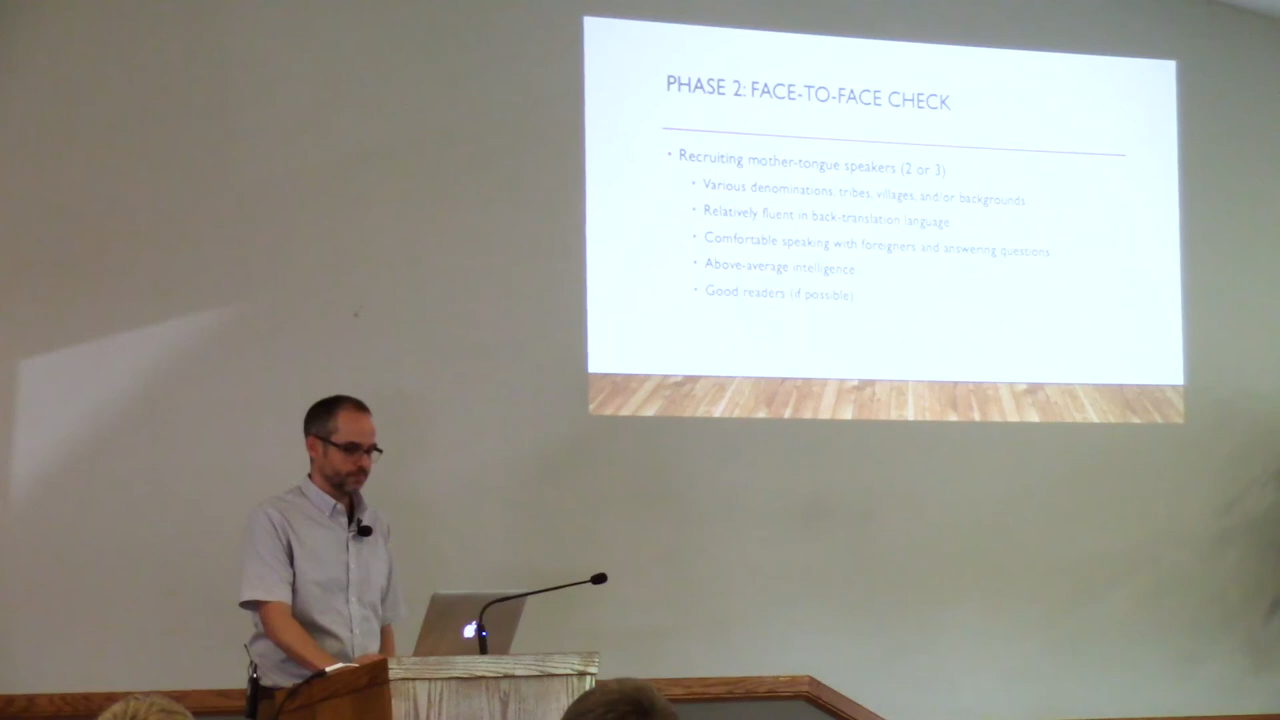 PHASE 2: FACE-TO-FACE CHECK
• Recruiting mother-tongue speakers (2 or 3)
• Various denominations, tribes, villages, and/or backgrounds
• Relatively fluent in back-translation language
• Comfortable speaking with foreigners and answering questions
• Above-average intelligence
• Good readers (if possible)